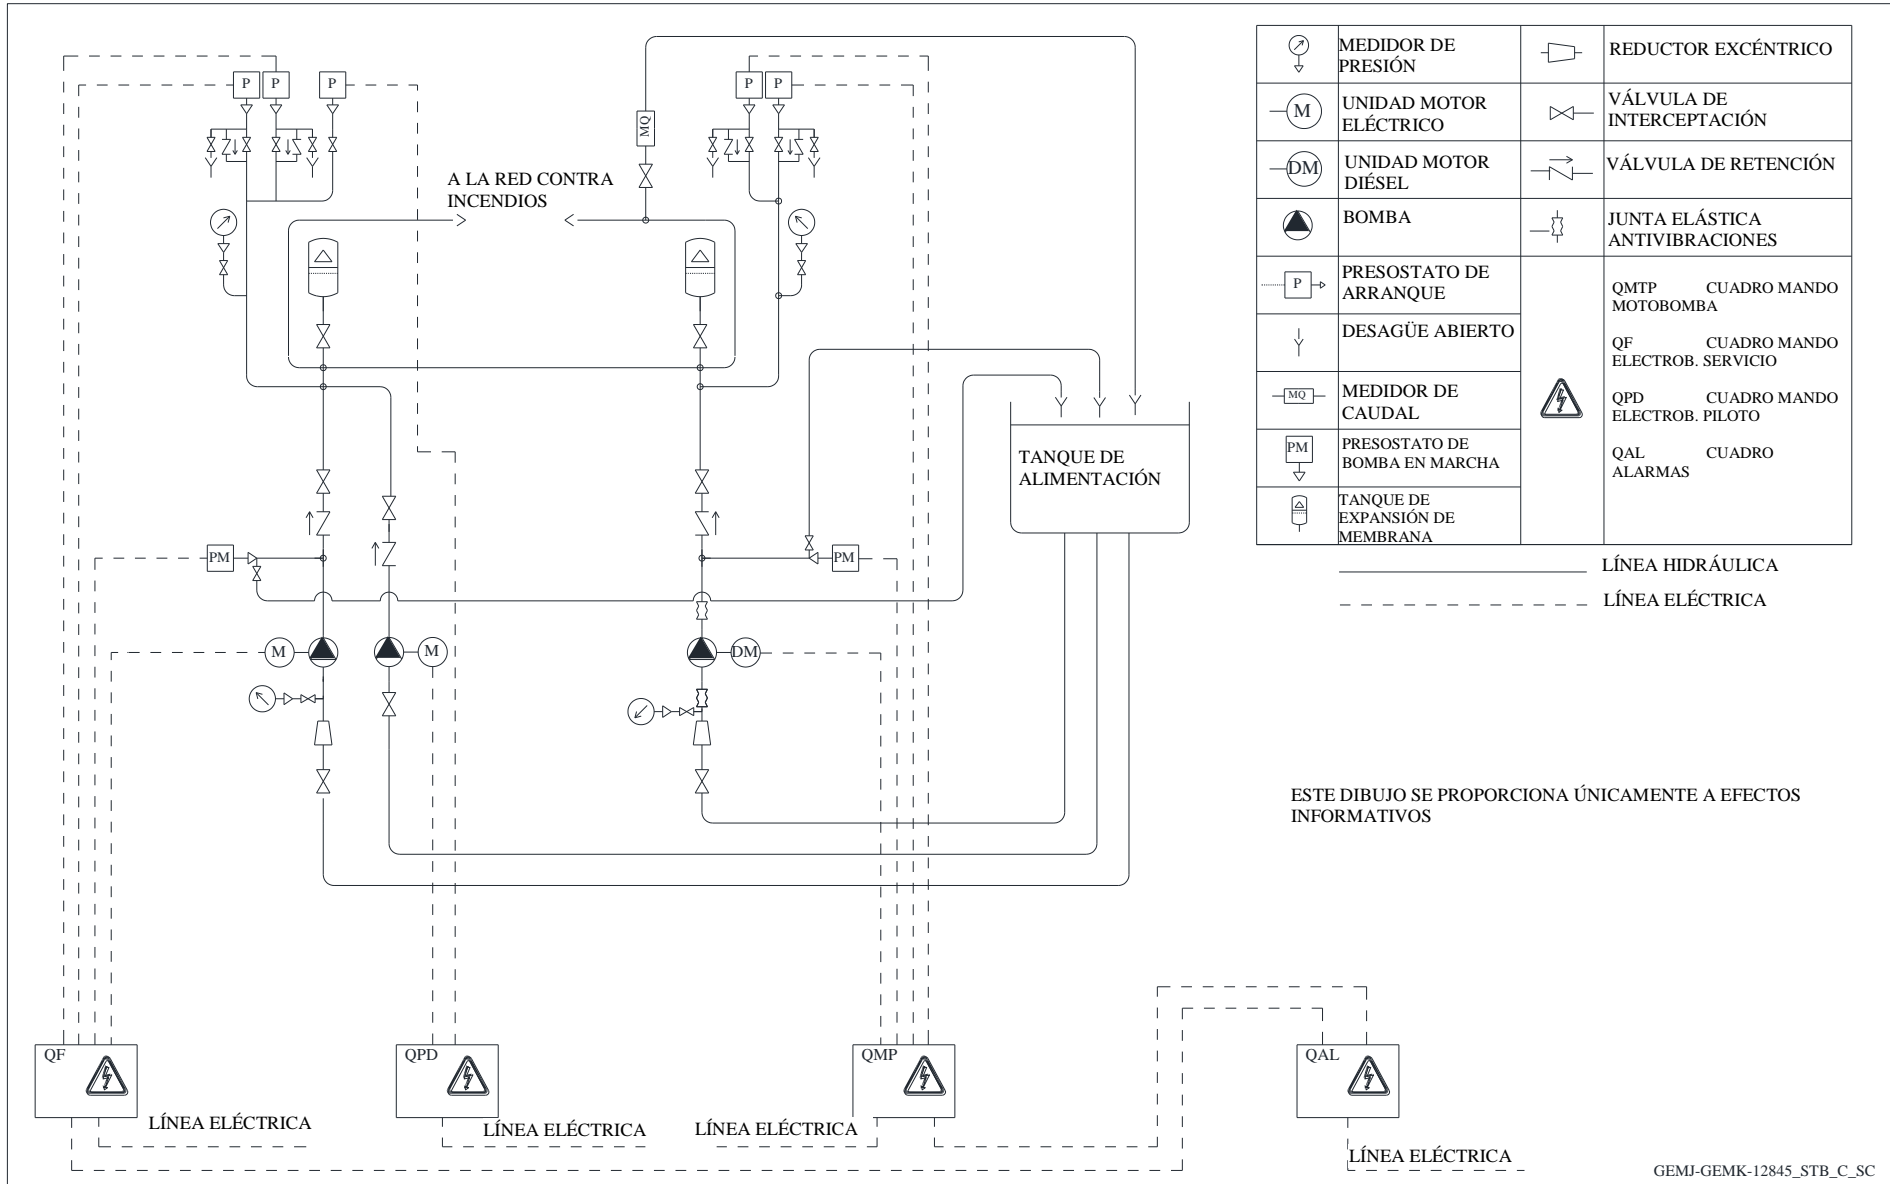 P
P
P
P
P
MQ
A LA RED CONTRA
INCENDIOS
TANQUE DE
ALIMENTACIÓN
PM
PM
M
M
DM
QF
QPD
QMP
QAL
LÍNEA ELÉCTRICA
LÍNEA ELÉCTRICA
LÍNEA ELÉCTRICA
LÍNEA ELÉCTRICA
MEDIDOR DE
PRESIÓN
REDUCTOR EXCÉNTRICO
M
UNIDAD MOTOR
ELÉCTRICO
VÁLVULA DE
INTERCEPTACIÓN
DM
UNIDAD MOTOR
DIÉSEL
VÁLVULA DE RETENCIÓN
BOMBA
JUNTA ELÁSTICA
ANTIVIBRACIONES
P
PRESOSTATO DE
ARRANQUE
DESAGÜE ABIERTO
MQ
MEDIDOR DE
CAUDAL
PM
PRESOSTATO DE
BOMBA EN MARCHA
TANQUE DE
EXPANSIÓN DE
MEMBRANA
QMTP CUADRO MANDO
MOTOBOMBA
QF CUADRO MANDO
ELECTROB. SERVICIO
QPD CUADRO MANDO
ELECTROB. PILOTO
QAL CUADRO
ALARMAS
LÍNEA HIDRÁULICA
LÍNEA ELÉCTRICA
ESTE DIBUJO SE PROPORCIONA ÚNICAMENTE A EFECTOS
INFORMATIVOS
GEMJ-GEMK-12845_STB_C_SC